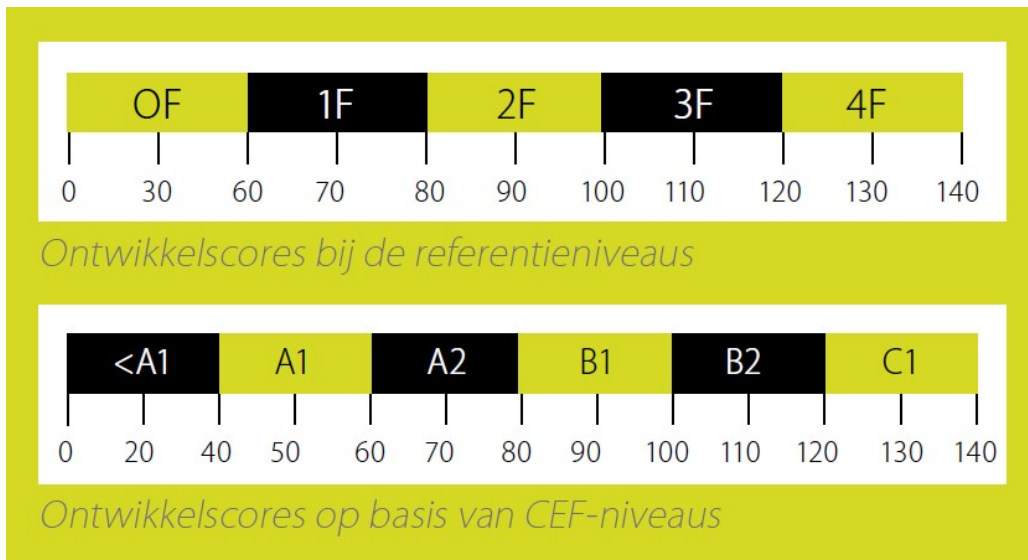 OF 1F 2F 3F 4F
0 30 60 70 80 90 100 110 120 130 140
Ontwikkelscores bij de referentieniveaus
<A1 A1 A2 B1 B2 C1
0 20 40 50 60 70 80 90 100 110 120 130 140
Ontwikkelscores op basis van CEF-niveaus